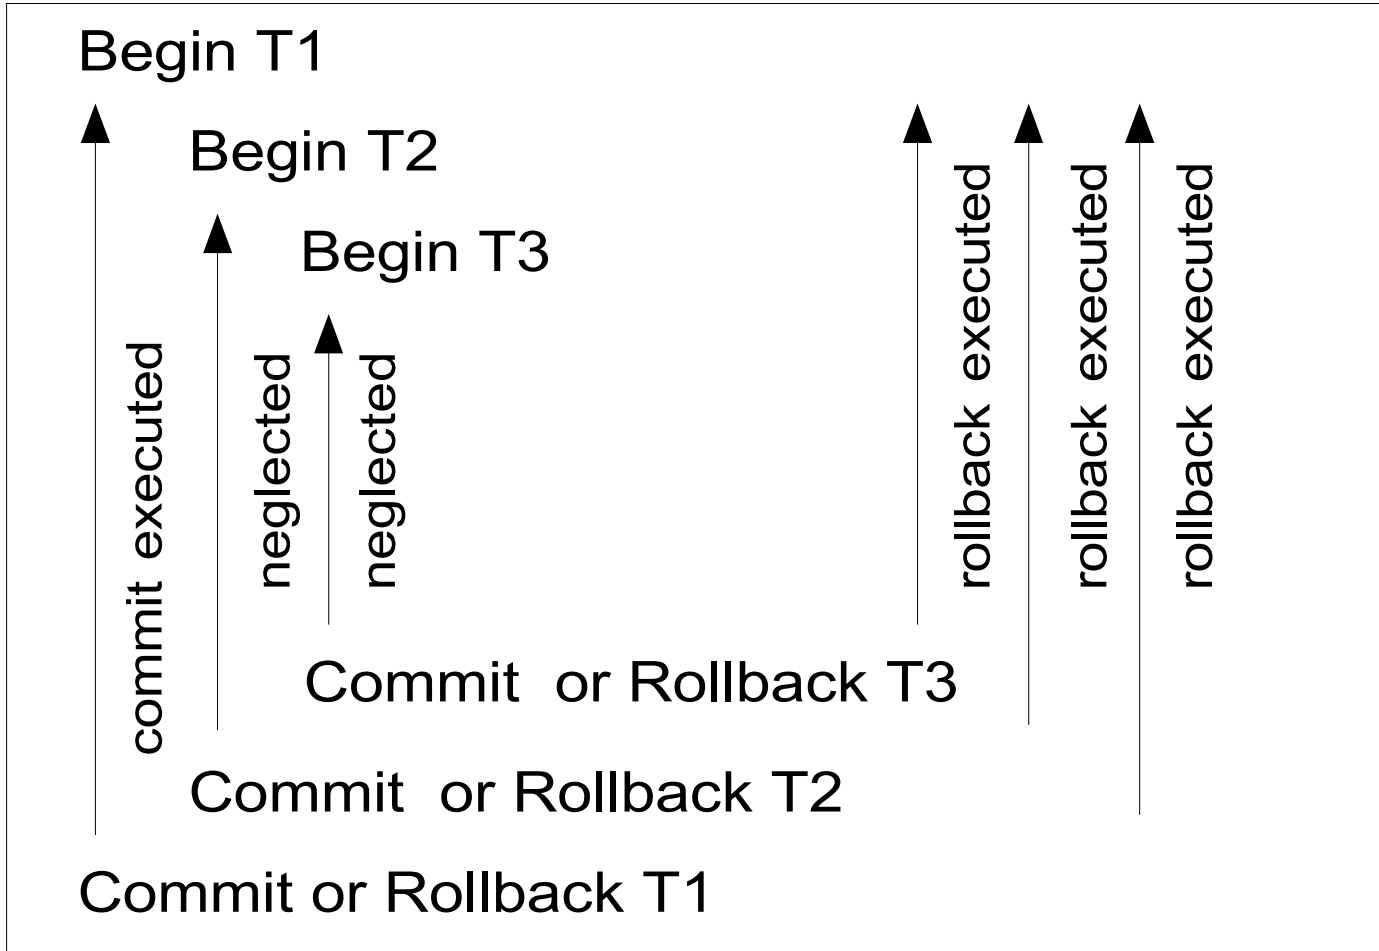 Begin T1
Begin T2
Begin T3
commit executed
neglected
neglected
rollback executed
rollback executed
rollback executed
Commit or Rollback T3
Commit or Rollback T2
Commit or Rollback T1